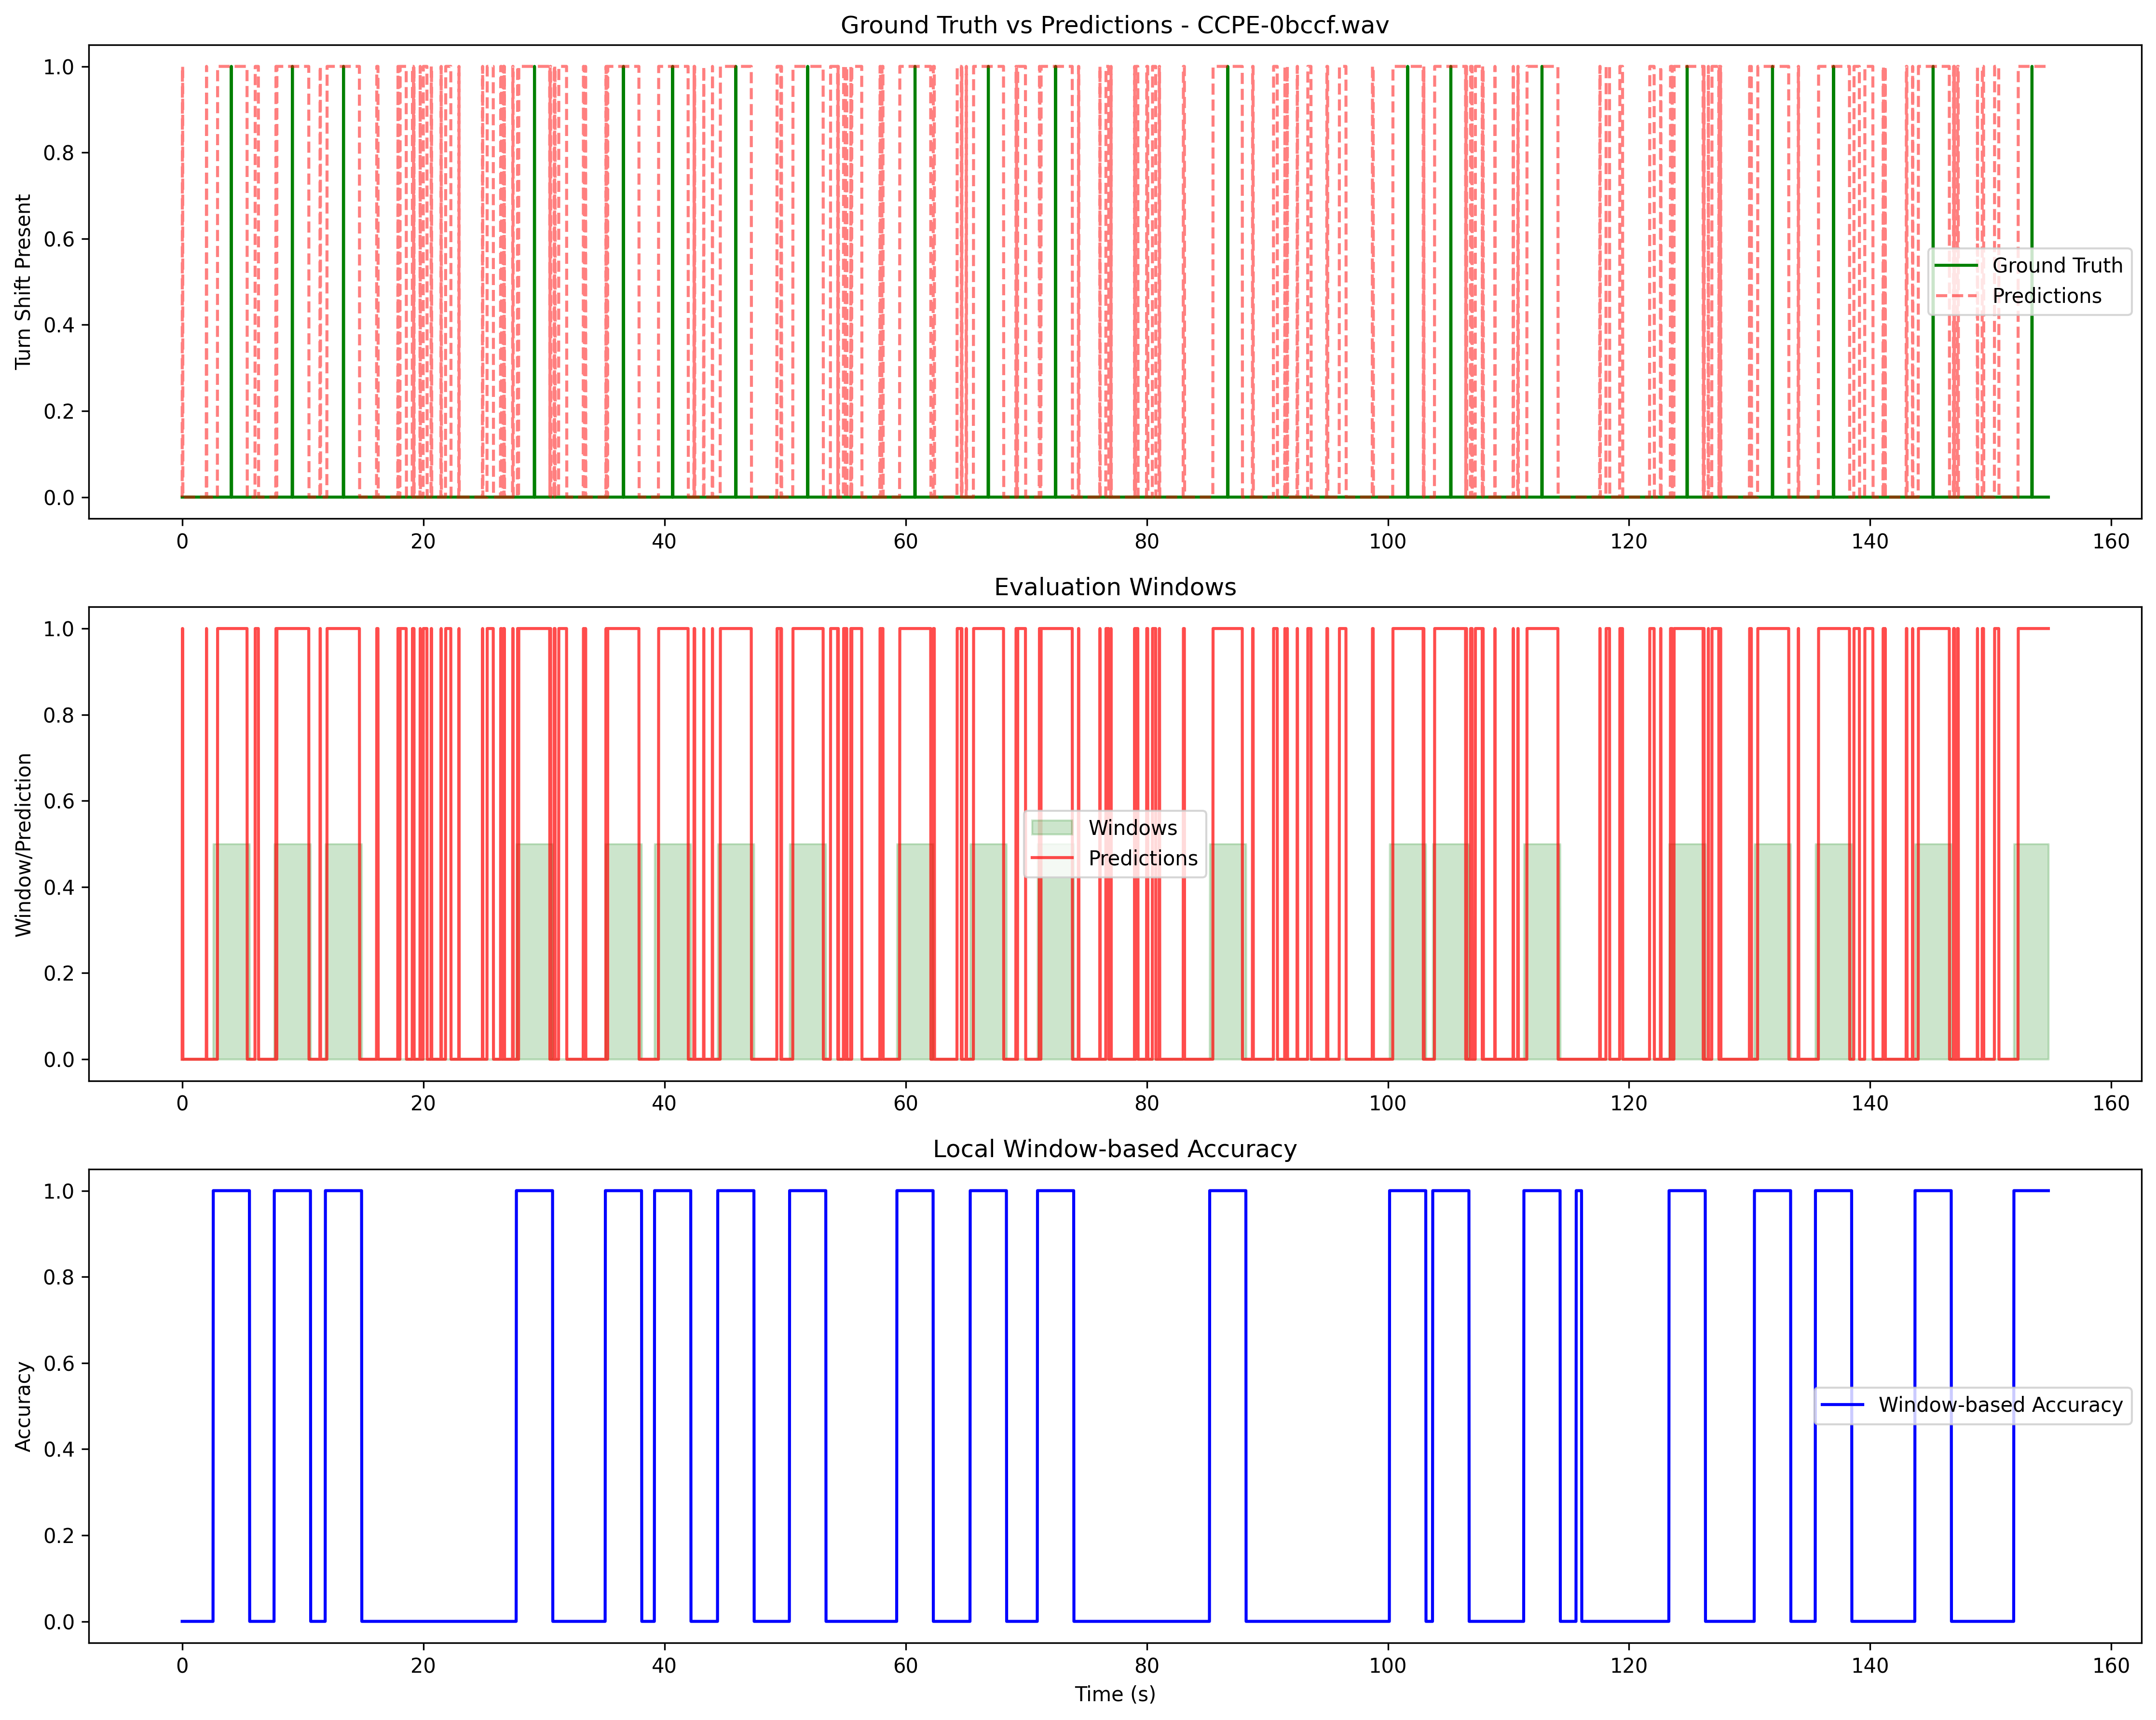 Ground Truth vs Predictions - CCPE-0bccf.wav
Turn Shift Present
1.0
0.8
0.6
0.4
0.2
0.0
Ground Truth
Predictions
0 20 40 60 80 100 120 140 160
Evaluation Windows
Window/Prediction
1.0
0.8
0.6
0.4
0.2
0.0
Windows
Predictions
0 20 40 60 80 100 120 140 160
Local Window-based Accuracy
Accuracy
1.0
0.8
0.6
0.4
0.2
0.0
Window-based Accuracy
0 20 40 60 80 100 120 140 160
Time (s)